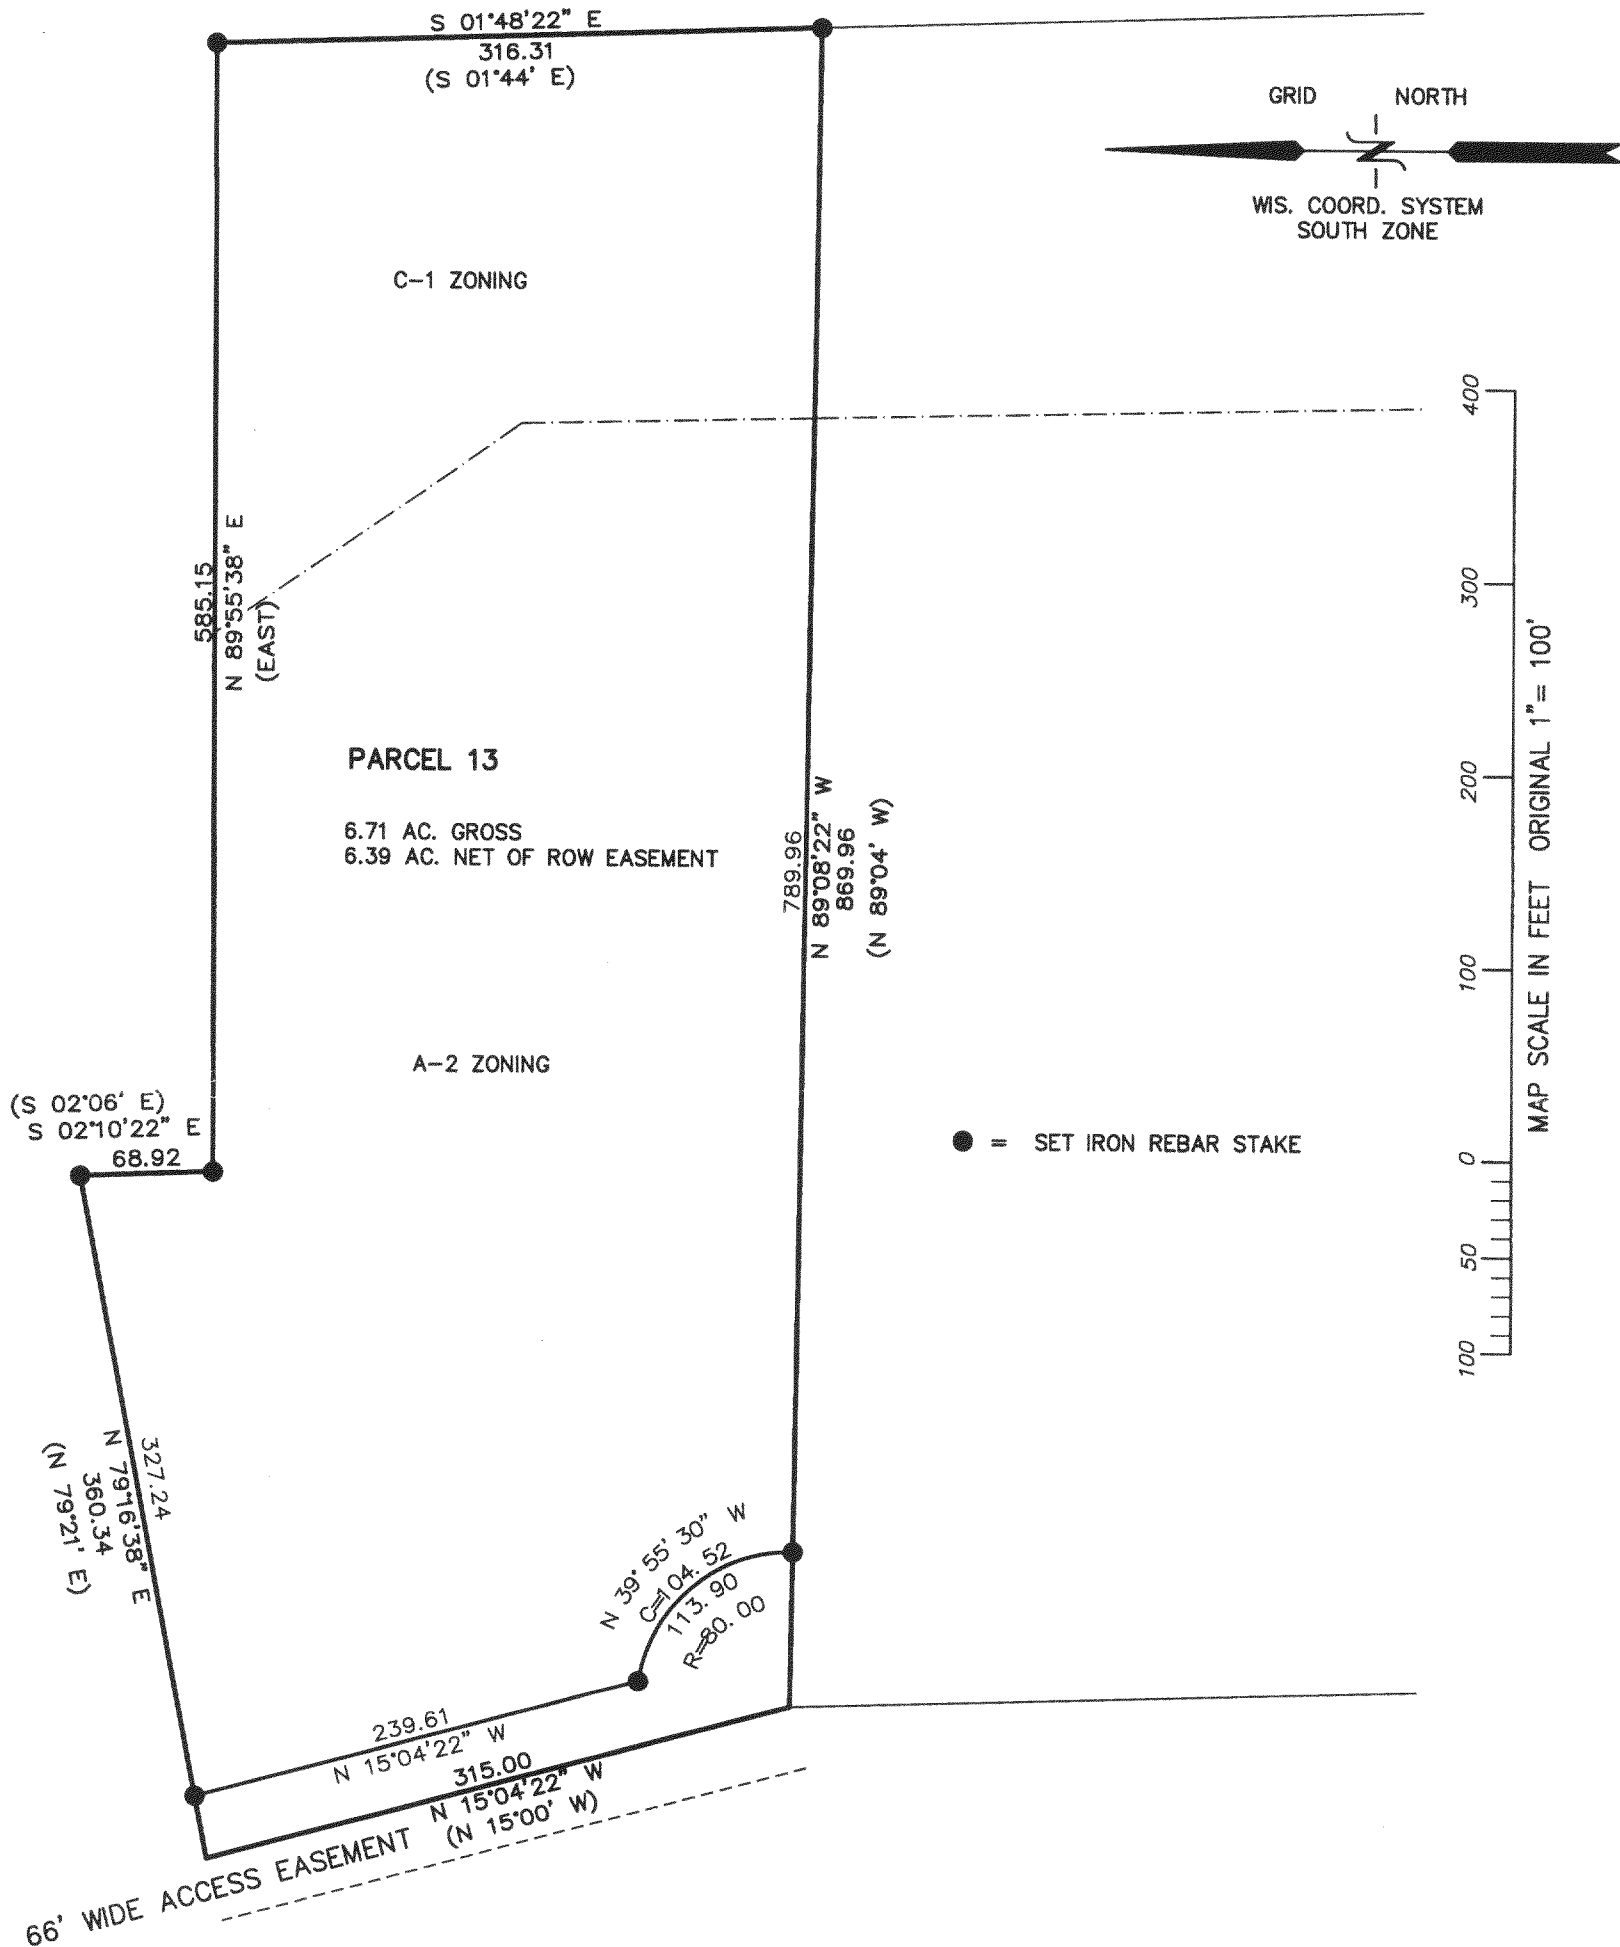 S 01°48'22" E
316.31
(S 01°44' E)
GRID NORTH
WIS. COORD. SYSTEM
SOUTH ZONE
C-1 ZONING
585.15
N 89°55'38" E
(EAST)
PARCEL 13
6.71 AC. GROSS
6.39 AC. NET OF ROW EASEMENT
789.96
N 89°08'22" W
869.96
(N 89°04' W)
400
300
200
100
0
50
100
MAP SCALE IN FEET ORIGINAL 1"= 100'
A-2 ZONING
(S 02°06' E)
S 02°10'22" E
68.92
= SET IRON REBAR STAKE
327.24
N 79°16'38" E
360.34
(N 79°21' E)
N 39°55'30" W
C=104.52
113.90
R=80.00
239.61
N 15°04'22" W
315.00
N 15°04'22" W
(N 15°00' W)
66' WIDE ACCESS EASEMENT